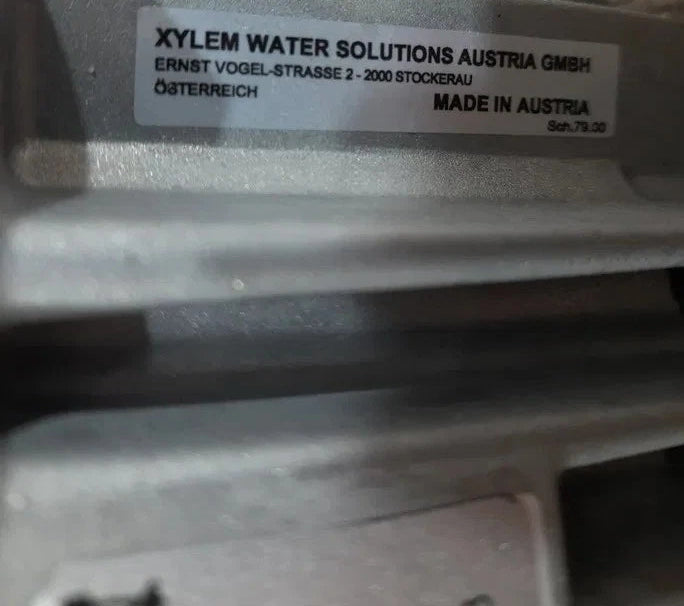 XYLEM WATER SOLUTIONS AUSTRIA GMBH
ERNST VOGEL-STRASSE 2 - 2000 STOCKERAU
ÖSTERREICH
MADE IN AUSTRIA
Sch.79.00